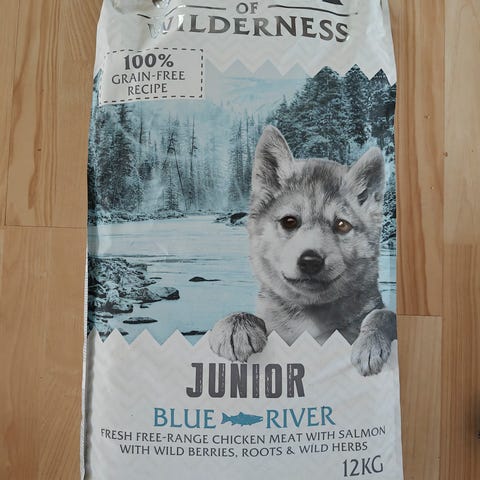 OF
WILDERNESS
100%
GRAIN-FREE
RECIPE
JUNIOR
BLUE RIVER
FRESH FREE-RANGE CHICKEN MEAT WITH SALMON
WITH WILD BERRIES, ROOTS & WILD HERBS
12KG